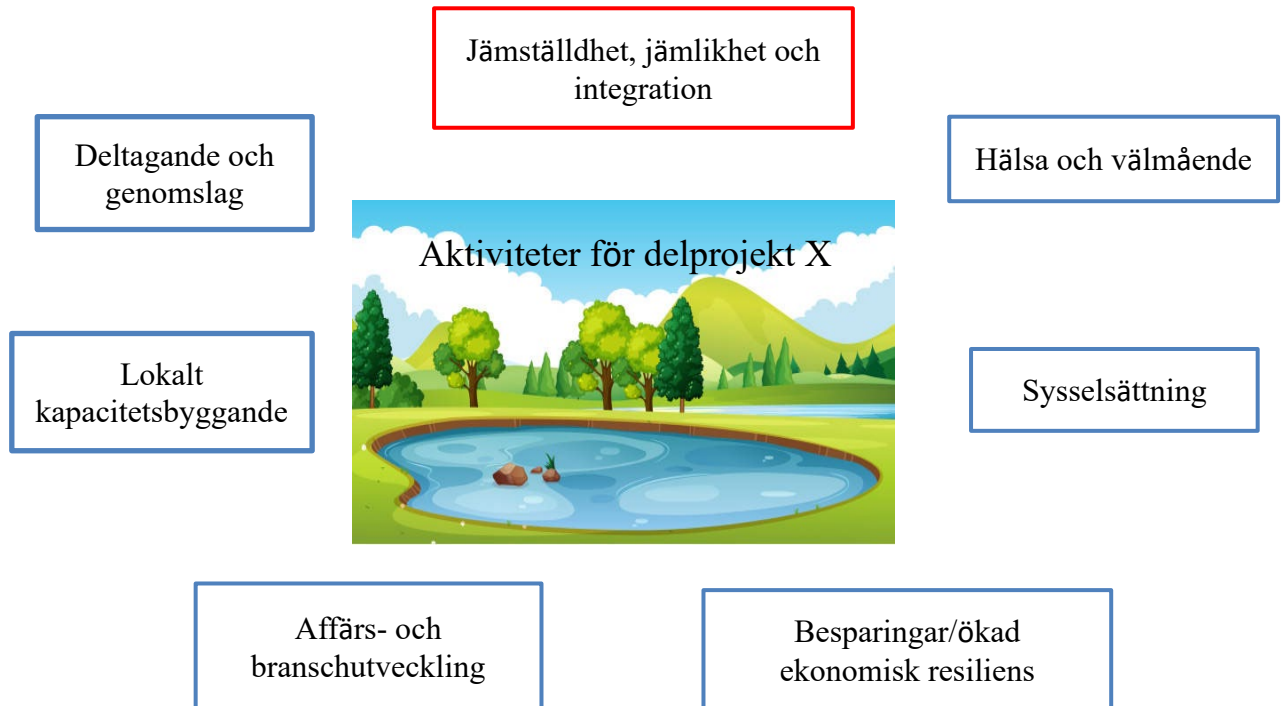 Jämställdhet, jämlikhet och
integration
Deltagande och
genomslag
Hälsa och välmående
Aktiviteter för delprojekt X
Lokalt
kapacitetsbyggande
Sysselsättning
Affärs- och
branschutveckling
Besparingar/ökad
ekonomisk resiliens